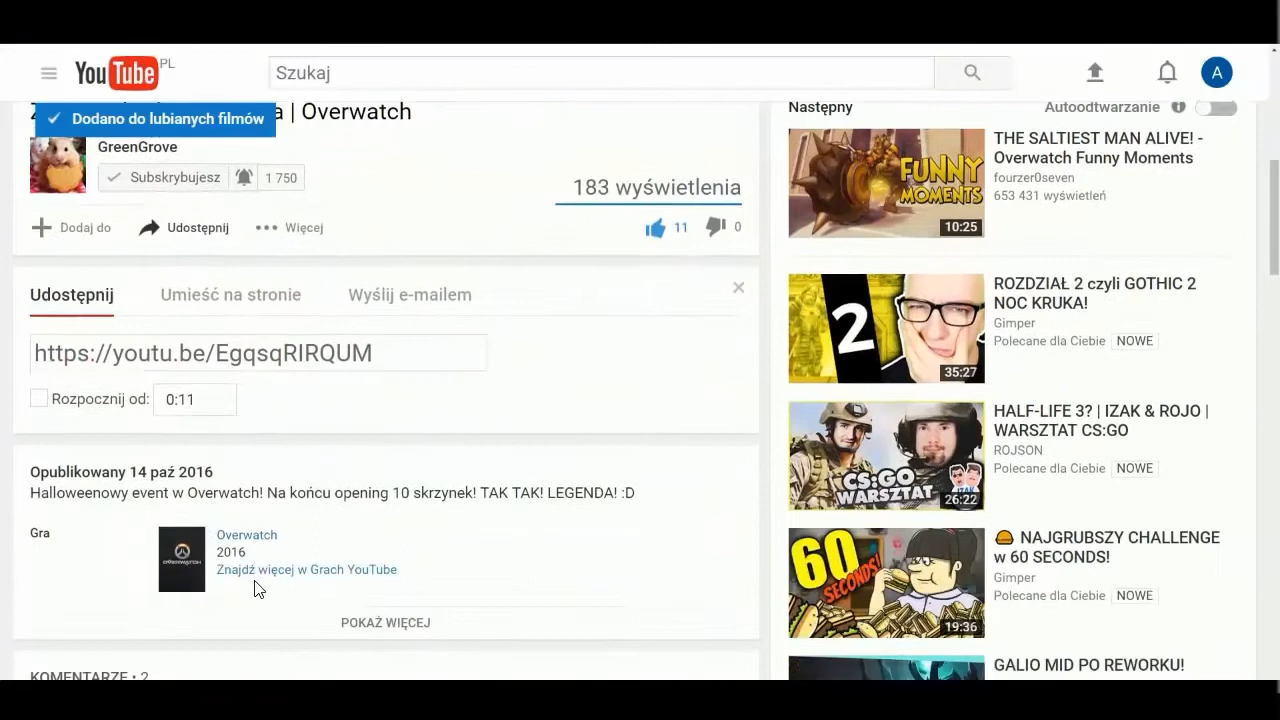 YouTube PL
Szukaj
A
a | Overwatch
Dodano do lubianych filmów
GreenGrove
Subskrybujesz
1 750
183 wyświetlenia
Dodaj do
Udostępnij
Więcej
11
0
Udostępnij
Umieść na stronie
Wyślij e-mailem
https://youtu.be/EgqsqRIRQUM
Rozpocznij od:
0:11
Opublikowany 14 paź 2016
Halloweenowy event w Overwatch! Na końcu opening 10 skrzynek! TAK TAK! LEGENDA! :D
Gra
OVERWATCH
Overwatch
2016
Znajdź więcej w Grach YouTube
POKAŻ WIĘCEJ
KOMENTARZE • 2
Następny
Autoodtwarzanie
FUNNY
MOMENTS
10:25
THE SALTIEST MAN ALIVE! -
Overwatch Funny Moments
fourzer0seven
653 431 wyświetleń
2
35:27
ROZDZIAŁ 2 czyli GOTHIC 2
NOC KRUKA!
Gimper
Polecane dla Ciebie NOWE
CS:GO
WARSZTAT
26:22
HALF-LIFE 3? | IZAK & ROJO |
WARSZTAT CS:GO
ROJSON
Polecane dla Ciebie NOWE
60
SECONDS!
19:36
NAJGRUBSZY CHALLENGE
w 60 SECONDS!
Gimper
Polecane dla Ciebie NOWE
GALIO MID PO REWORKU!